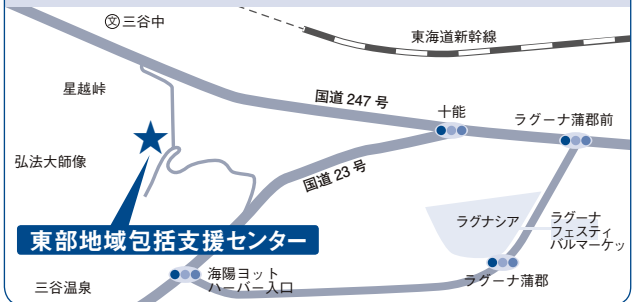 文 三谷中
東海道新幹線
星越峠
国道 247 号
十能
ラグーナ蒲郡前
弘法大師像
国道 23 号
ラグナシア
ラグーナ
フェスティ
バルマーケッ
東部地域包括支援センター
三谷温泉
海陽ヨット
ハーバー入口
ラグーナ蒲郡